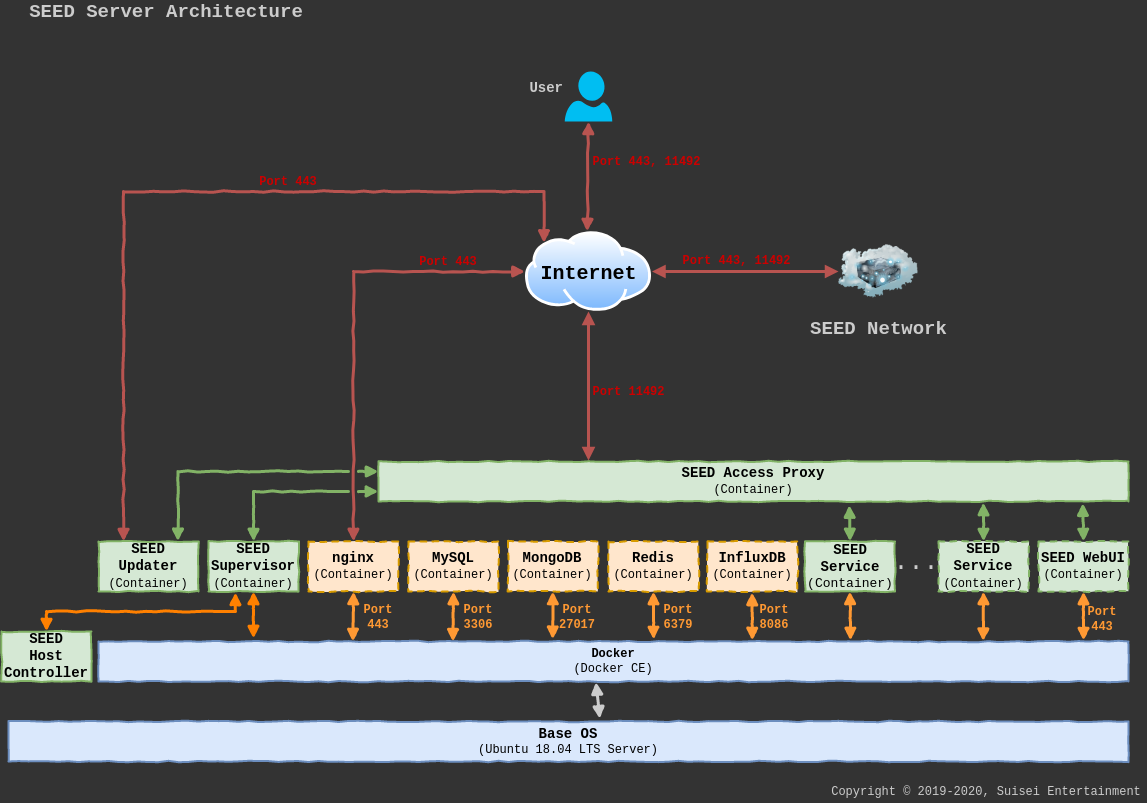 SEED Server Architecture
User
Port 443, 11492
Port 443
Port 443
Internet
Port 443, 11492
SEED Network
Port 11492
SEED Access Proxy
(Container)
SEED
Updater
(Container)
SEED
Supervisor
(Container)
nginx
(Container)
MySQL
(Container)
MongoDB
(Container)
Redis
(Container)
InfluxDB
(Container)
SEED
Service
(Container)
...
SEED
Service
(Container)
SEED WebUI
(Container)
Port
443
Port
3306
Port
27017
Port
6379
Port
8086
Port
443
SEED
Host
Controller
Docker
(Docker CE)
Base OS
(Ubuntu 18.04 LTS Server)
Copyright © 2019-2020, Suisei Entertainment